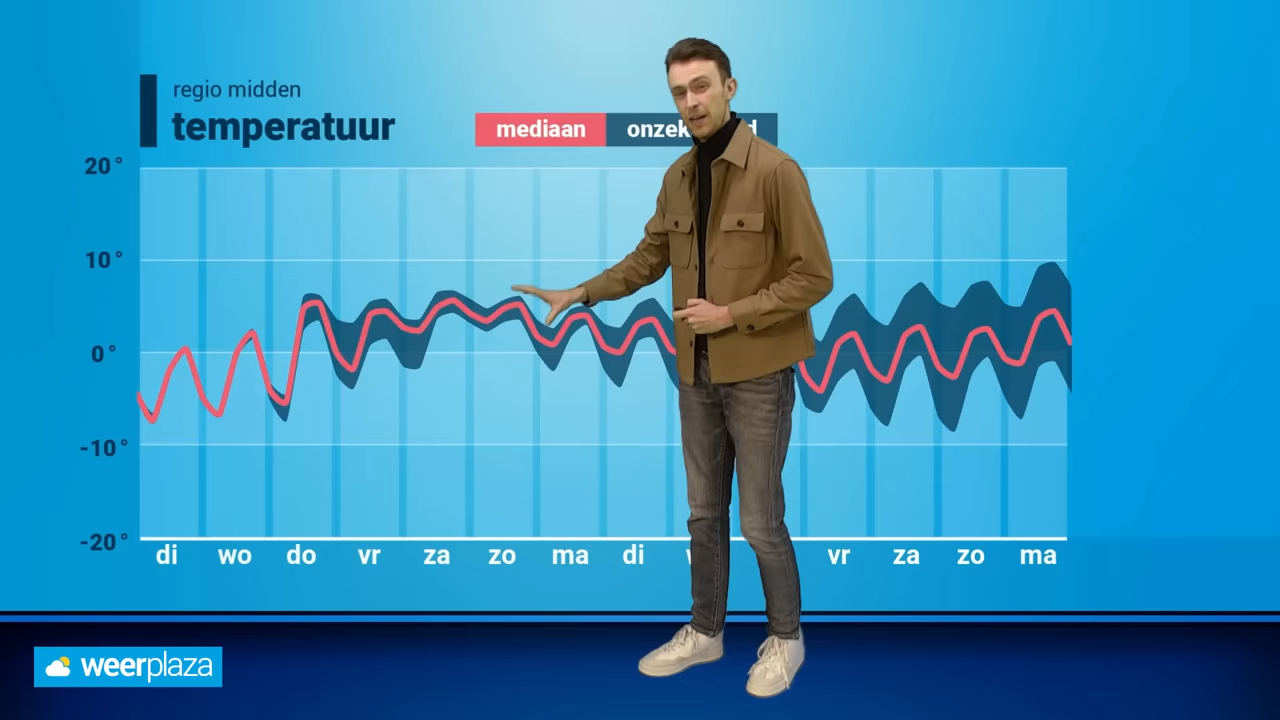 regio midden
temperatuur
mediaan
20°
10°
0°
-10°
-20°
di wo do vr za zo ma di vr za zo ma
weerplaza